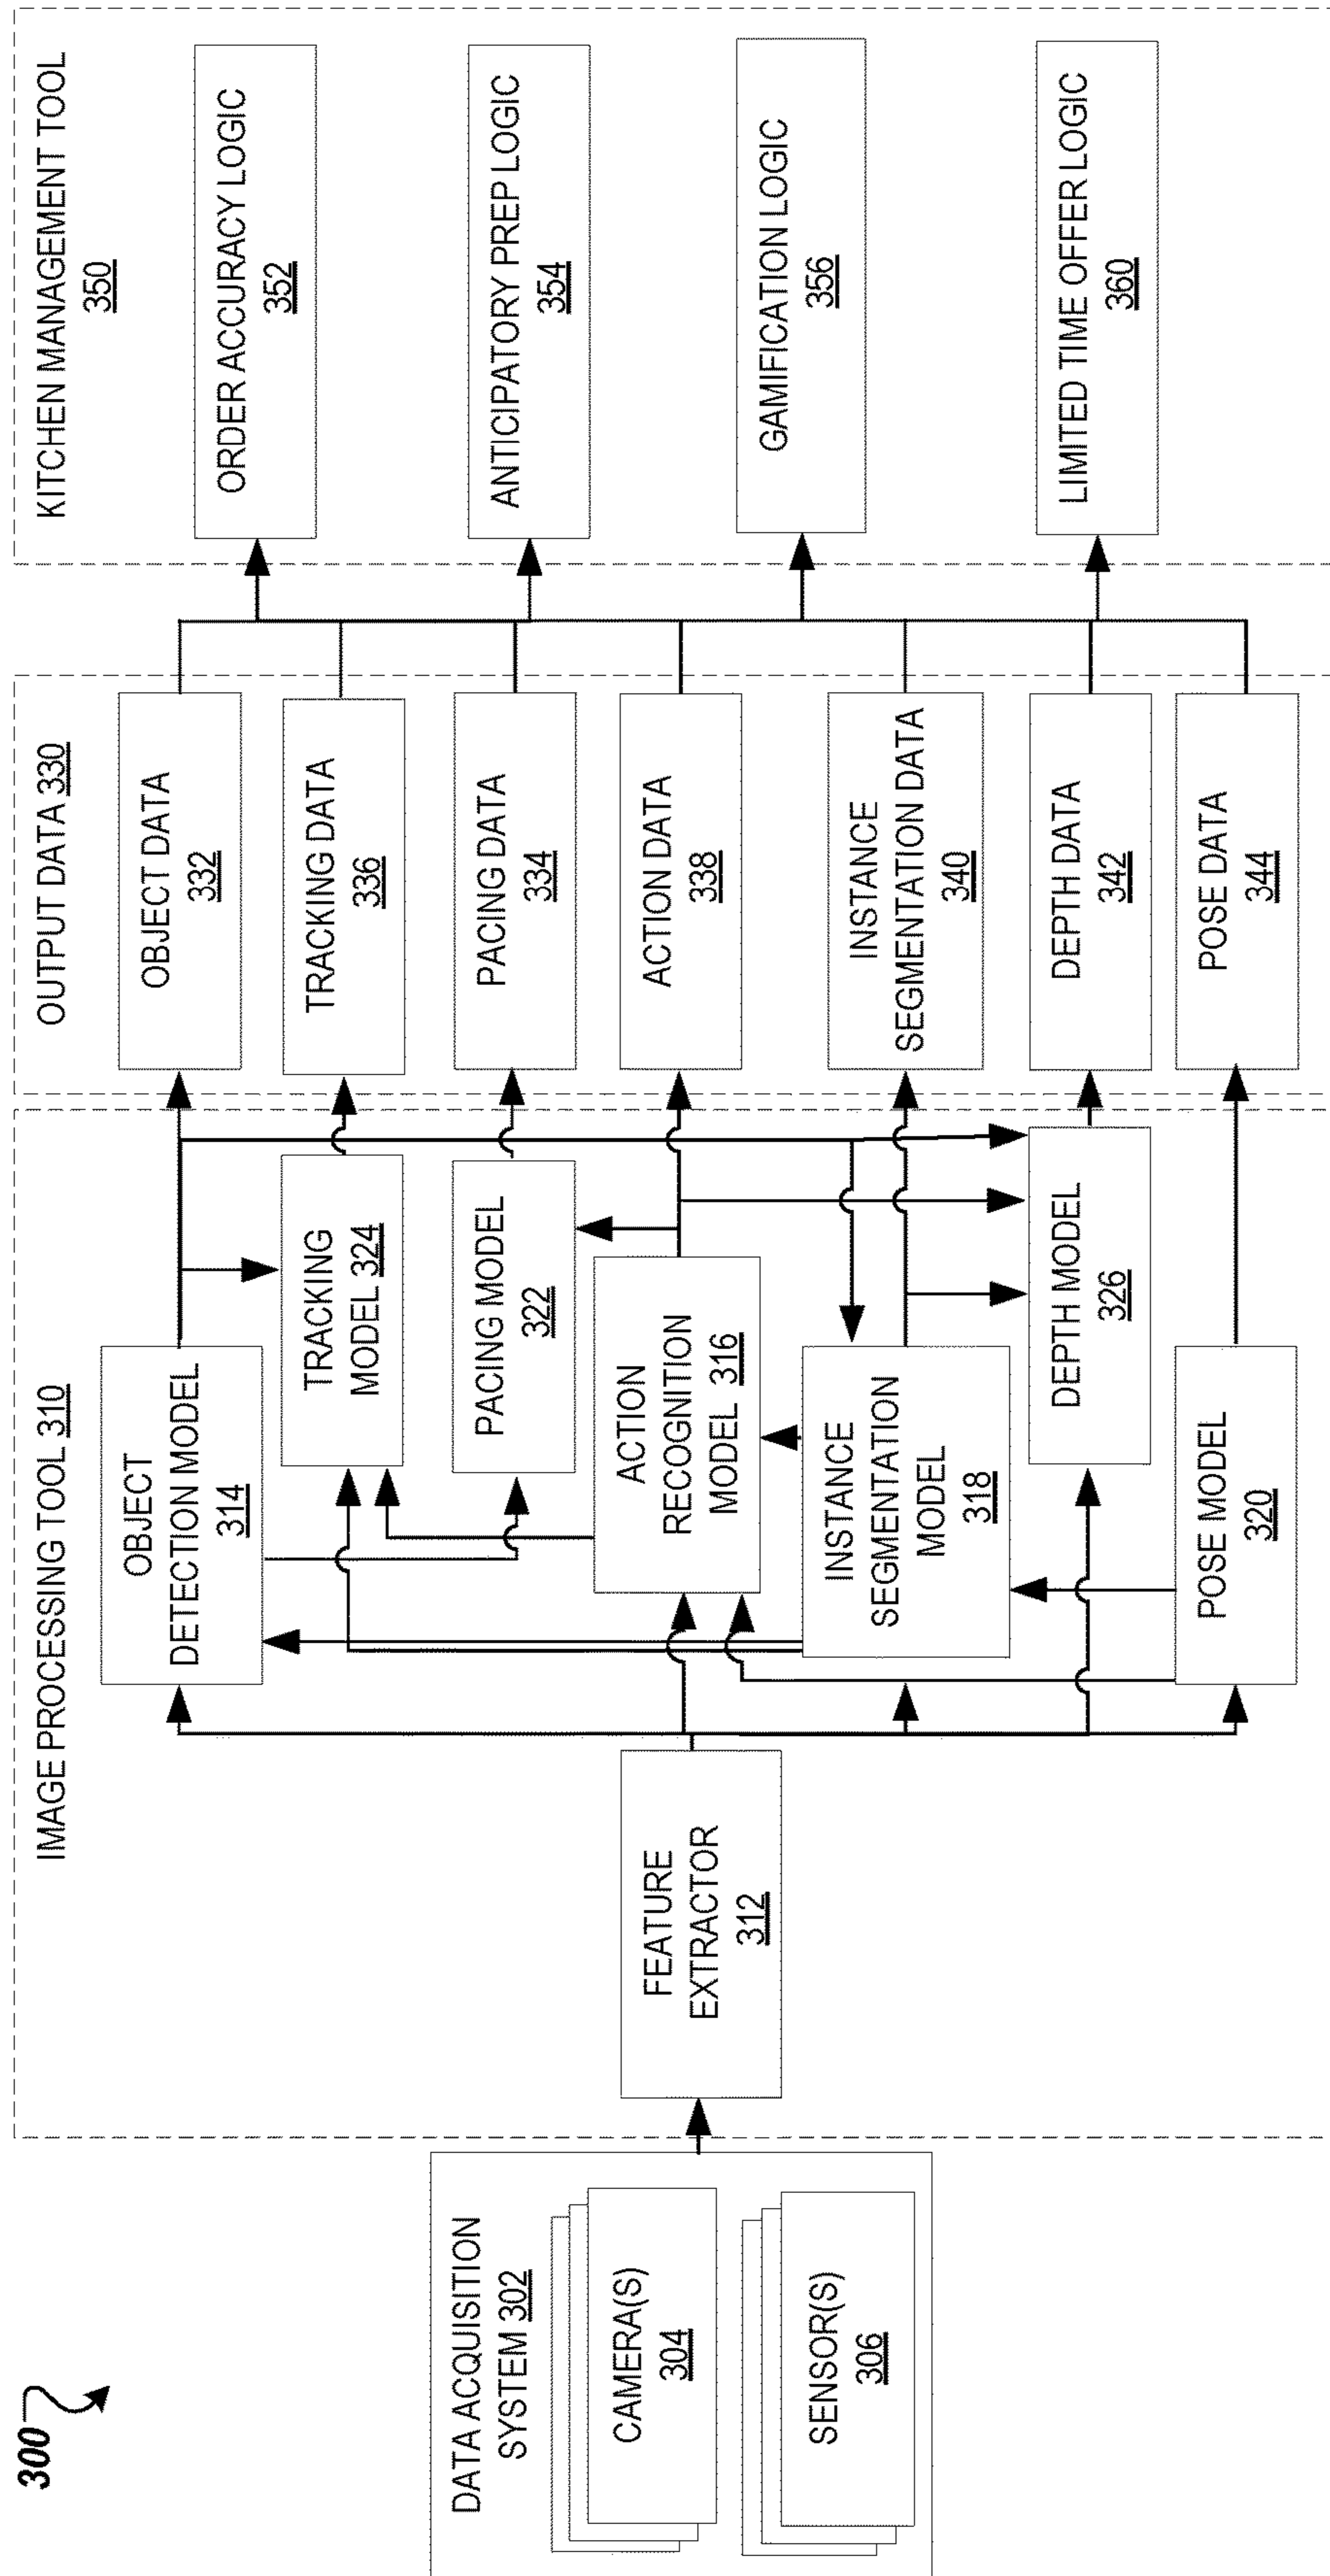 300
DATA ACQUISITION
SYSTEM 302
CAMERA(S)
304
SENSOR(S)
306
IMAGE PROCESSING TOOL 310
FEATURE
EXTRACTOR
312
OBJECT
DETECTION MODEL
314
TRACKING
MODEL 324
PACING MODEL
322
ACTION
RECOGNITION
MODEL 316
INSTANCE
SEGMENTATION
MODEL
318
DEPTH MODEL
326
POSE MODEL
320
OUTPUT DATA 330
OBJECT DATA
332
TRACKING DATA
336
PACING DATA
334
ACTION DATA
338
INSTANCE
SEGMENTATION DATA
340
DEPTH DATA
342
POSE DATA
344
KITCHEN MANAGEMENT TOOL
350
ORDER ACCURACY LOGIC
352
ANTICIPATORY PREP LOGIC
354
GAMIFICATION LOGIC
356
LIMITED TIME OFFER LOGIC
360